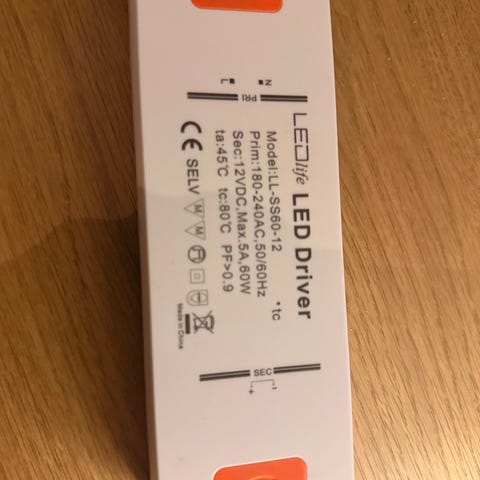 N
L
PRI
LEDlife LED Driver
Model:LL-SS60-12 •tc
Prim:180-240AC,50/60Hz
Sec:12VDC,Max.5A,60W
ta:45℃ tc:80℃ PF>0.9
CE SELV M M
Made in China
SEC
- +